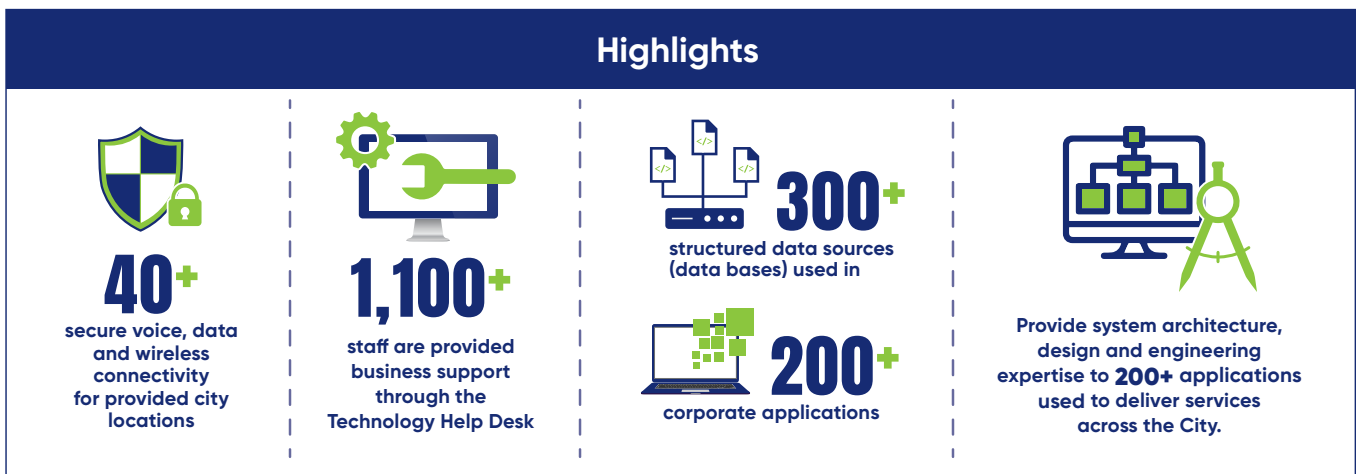 Highlights
40+
secure voice, data
and wireless
connectivity
for provided city
locations
1,100+
staff are provided
business support
through the
Technology Help Desk
</>
</>
</>
300+
structured data sources
(data bases) used in
200+
corporate applications
Provide system architecture,
design and engineering
expertise to 200+ applications
used to deliver services
across the City.